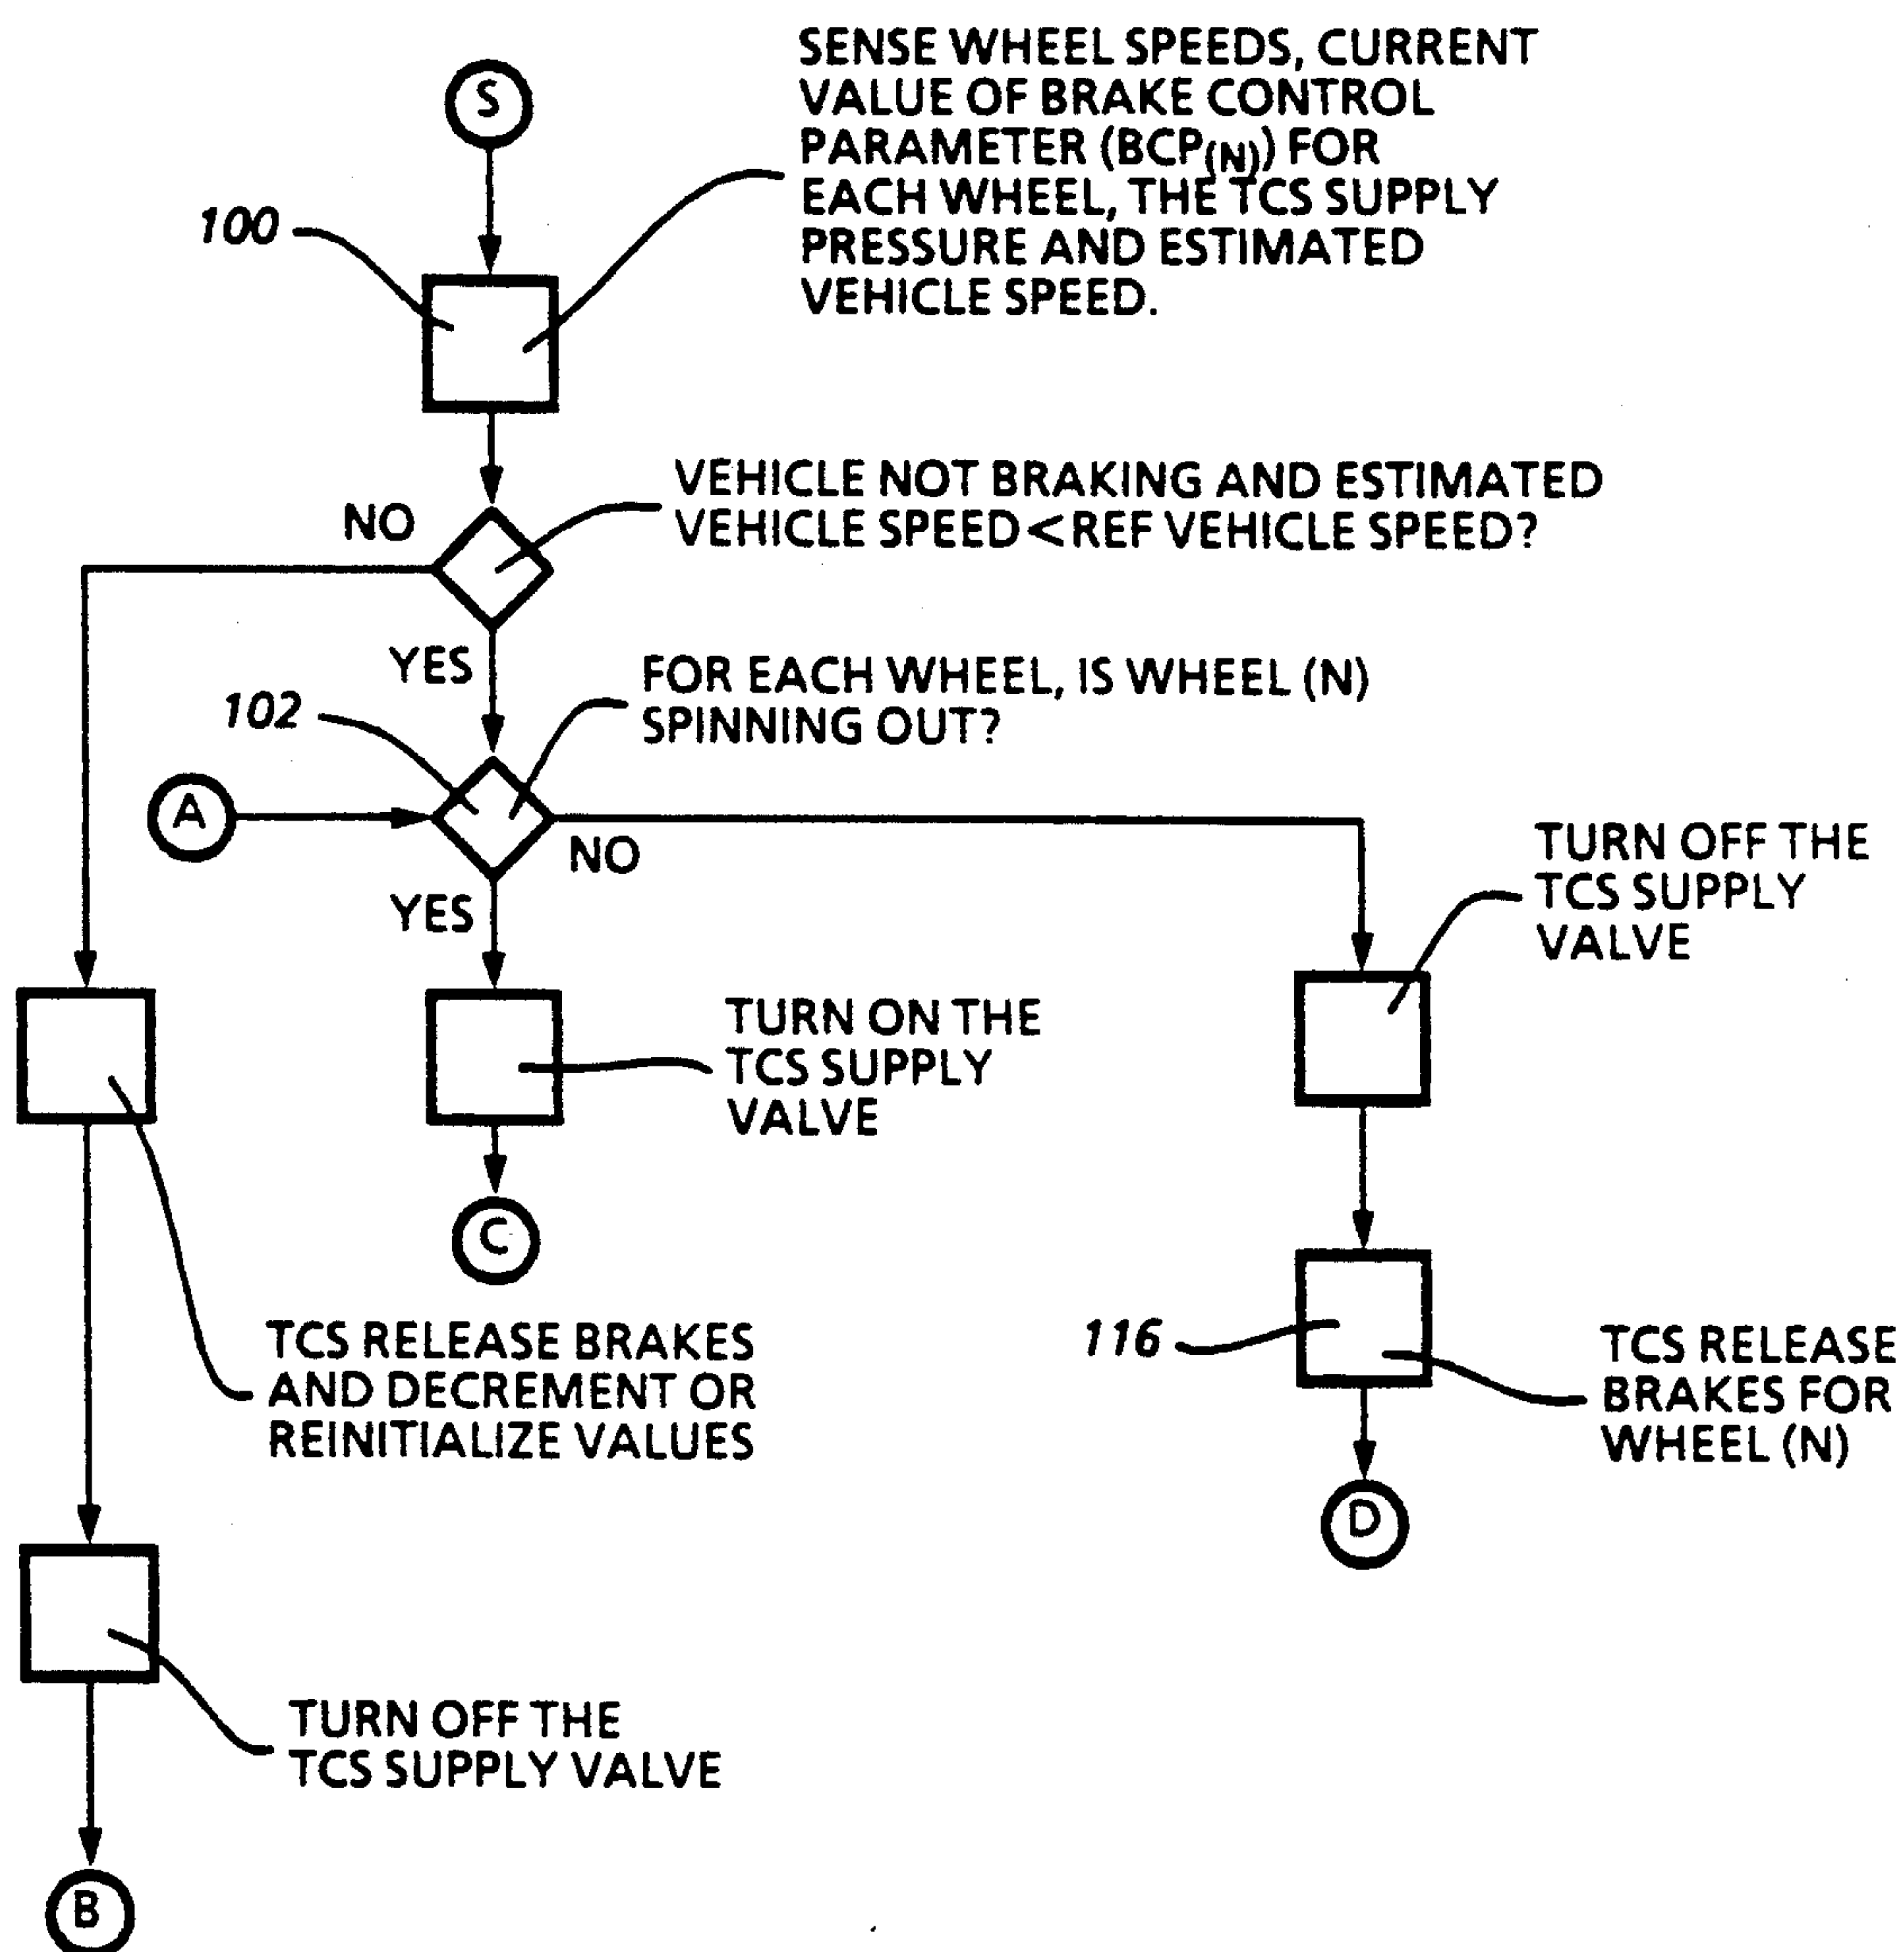 S
SENSE WHEEL SPEEDS, CURRENT
VALUE OF BRAKE CONTROL
PARAMETER (BCP(N)) FOR
EACH WHEEL, THE TCS SUPPLY
PRESSURE AND ESTIMATED
VEHICLE SPEED.
100
VEHICLE NOT BRAKING AND ESTIMATED
VEHICLE SPEED<REF VEHICLE SPEED?
NO
YES
FOR EACH WHEEL, IS WHEEL (N)
SPINNING OUT?
102
A
NO
YES
TURN OFF THE
TCS SUPPLY
VALVE
TURN ON THE
TCS SUPPLY
VALVE
C
TCS RELEASE BRAKES
AND DECREMENT OR
REINITIALIZE VALUES
116
TCS RELEASE
BRAKES FOR
WHEEL (N)
D
TURN OFF THE
TCS SUPPLY VALVE
B